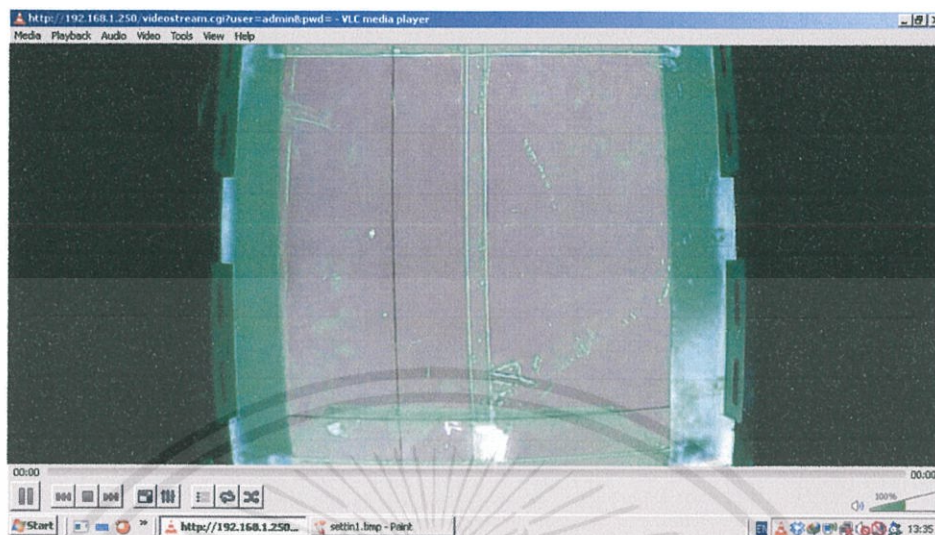 http://192.168.1.250/videostream.cgi?user=admin&pwd= - VLC media player
Media Playback Audio Video Tools View Help
00:00 00:00
100%
Start » http://192.168.1.250... settin1.bmp - Paint EN 13:35